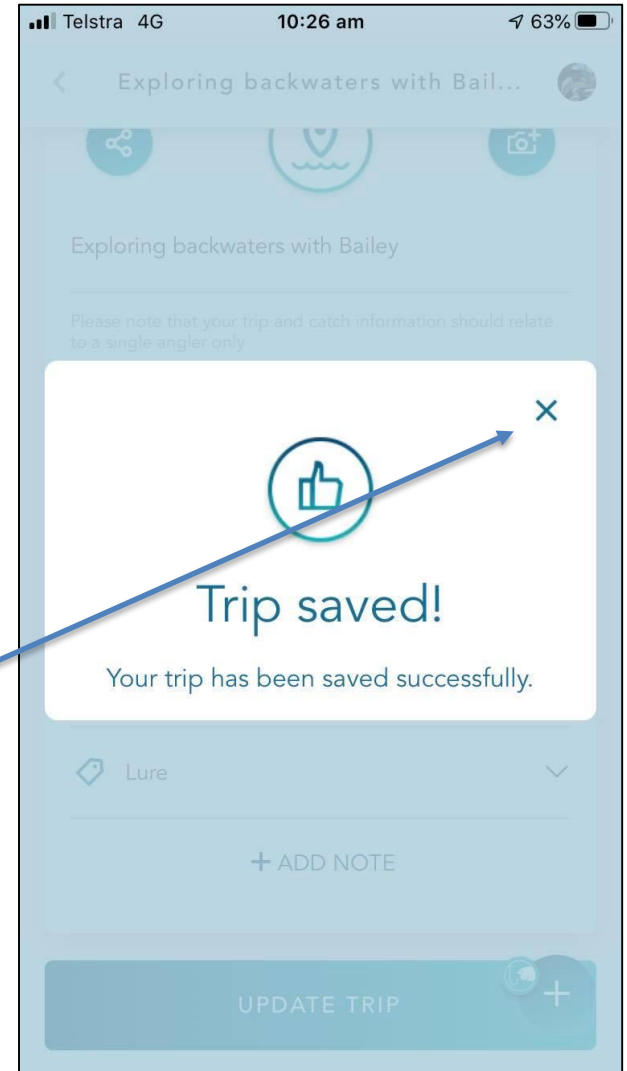 Telstra 4G 10:26 am 63%
Exploring backwaters with Bail...
Exploring backwaters with Bailey
Please note that your trip and catch information should relate
to a single angler only
Trip saved!
Your trip has been saved successfully.
Lure
+ ADD NOTE
UPDATE TRIP